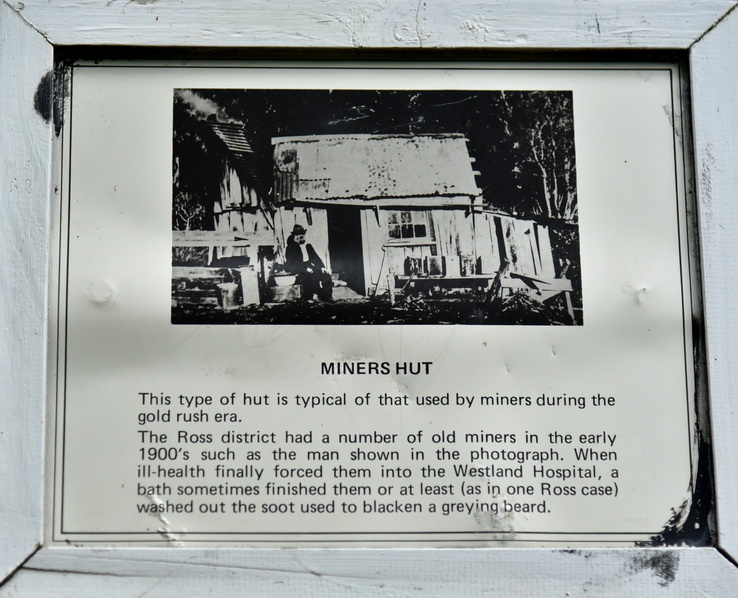 MINERS HUT
This type of hut is typical of that used by miners during the
gold rush era.
The Ross district had a number of old miners in the early
1900's such as the man shown in the photograph. When
ill-health finally forced them into the Westland Hospital, a
bath sometimes finished them or at least (as in one Ross case)
washed out the soot used to blacken a greying beard.